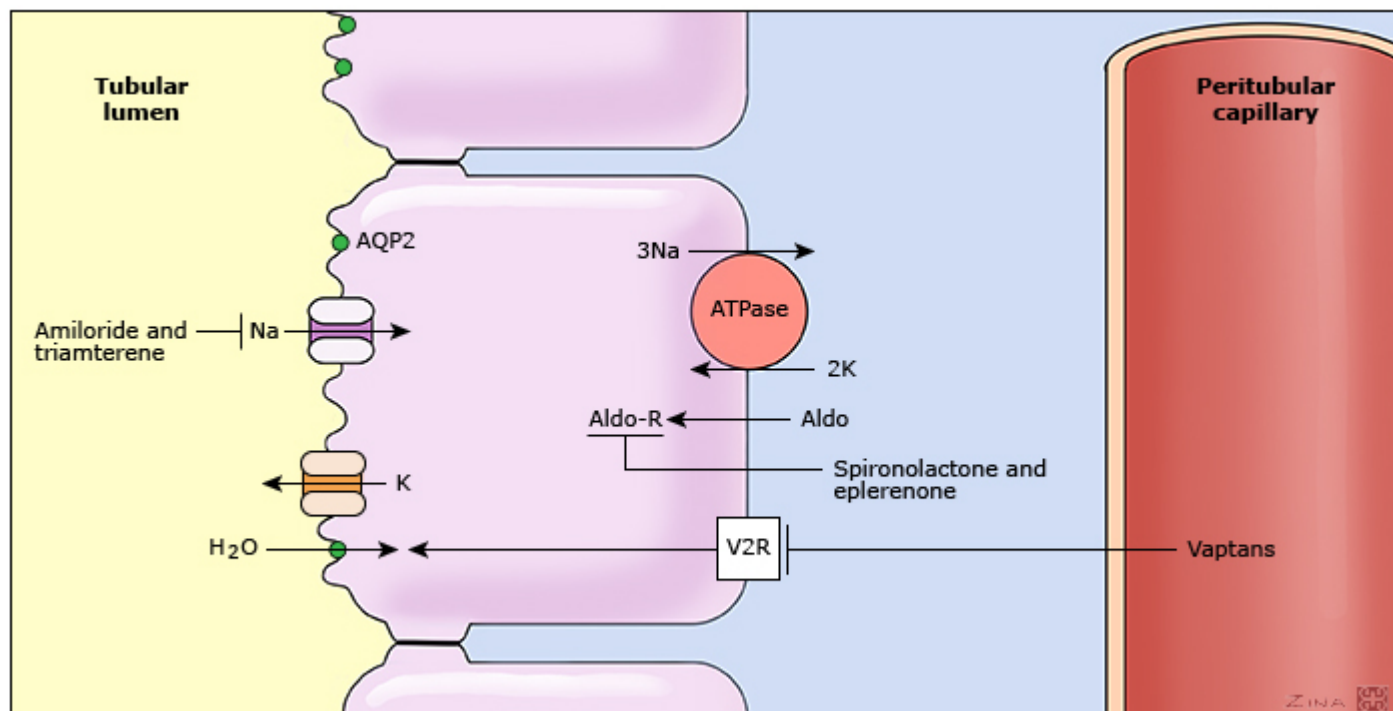 Tubular
lumen
Peritubular
capillary
AQP2
3Na
ATPase
Amiloride and
triamterene
Na
2K
Aldo-R
Aldo
Spironolactone and
eplerenone
K
H2O
V2R
Vaptans
ZINA